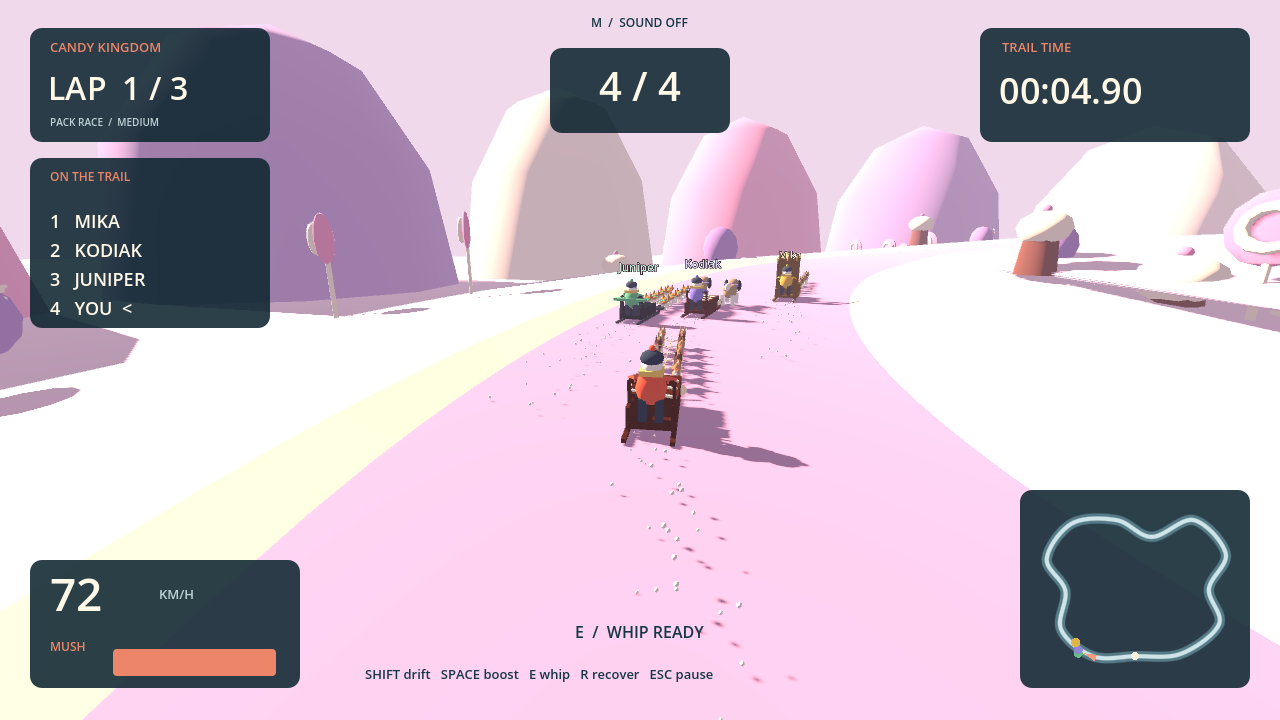 M / SOUND OFF
CANDY KINGDOM
LAP 1 / 3
PACK RACE / MEDIUM
4 / 4
TRAIL TIME
00:04.90
ON THE TRAIL
1 MIKA
2 KODIAK
3 JUNIPER
4 YOU <
Juniper
Kodiak
Mika
72 KM/H
MUSH
E / WHIP READY
SHIFT drift SPACE boost E whip R recover ESC pause